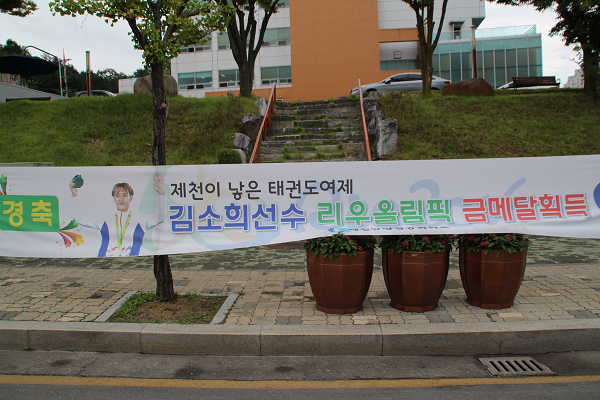 경축
제천이 낳은 태권도여제
김소희선수 리우올림픽 금메달획득